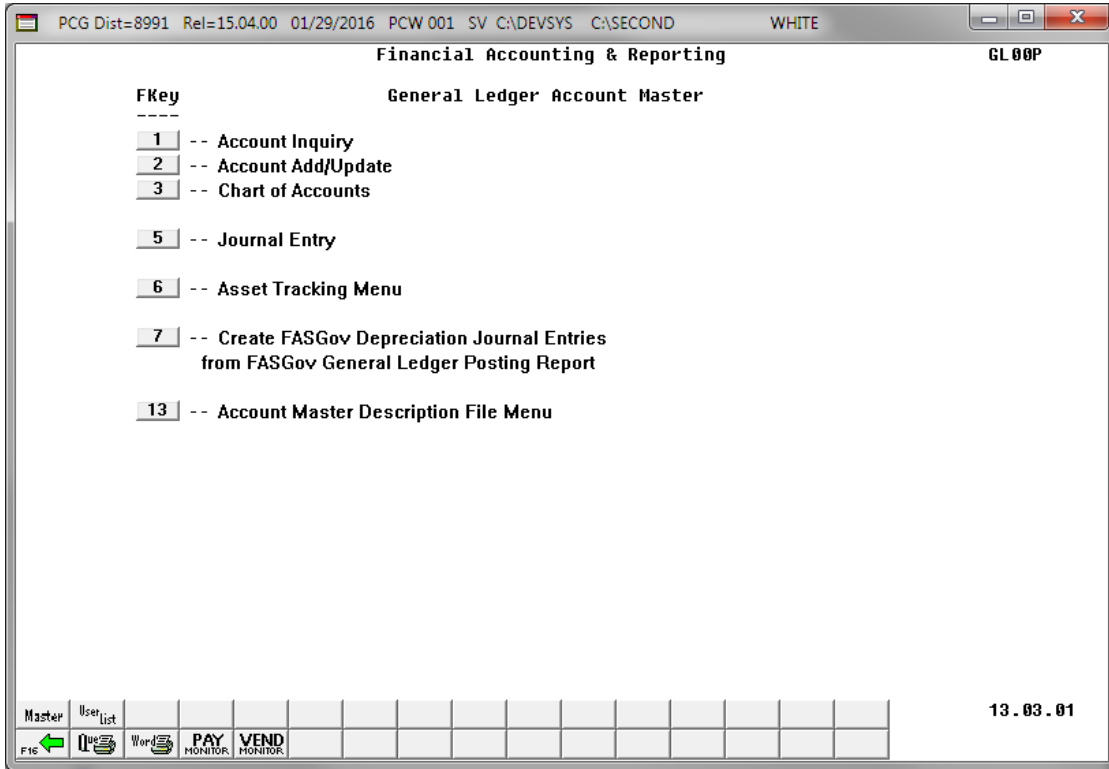 PCG Dist=8991 Rel=15.04.00 01/29/2016 PCW 001 SV C:\DEVSYS C:\SECOND WHITE
Financial Accounting & Reporting GL00P
FKey General Ledger Account Master
----
1 -- Account Inquiry
2 -- Account Add/Update
3 -- Chart of Accounts
5 -- Journal Entry
6 -- Asset Tracking Menu
7 -- Create FASGov Depreciation Journal Entries
from FASGov General Ledger Posting Report
13 -- Account Master Description File Menu
Master User List 13.03.01
F16 Que Word PAY MONITOR VEND MONITOR